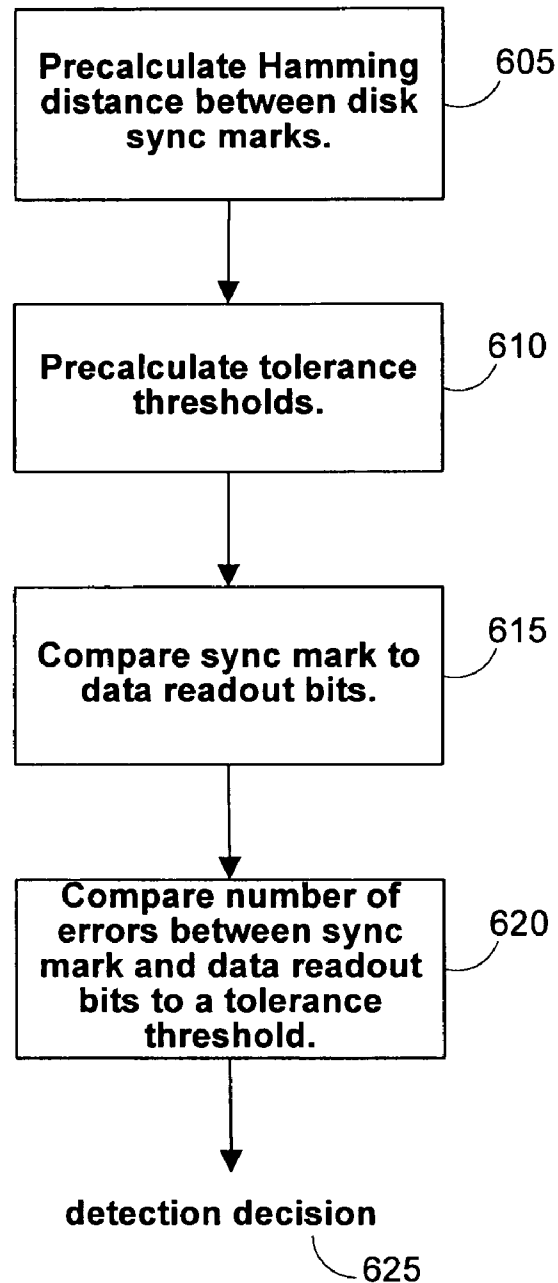 Precalculate Hamming
distance between disk
sync marks.
605
Precalculate tolerance
thresholds.
610
Compare sync mark to
data readout bits.
615
Compare number of
errors between sync
mark and data readout
bits to a tolerance
threshold.
620
detection decision
625